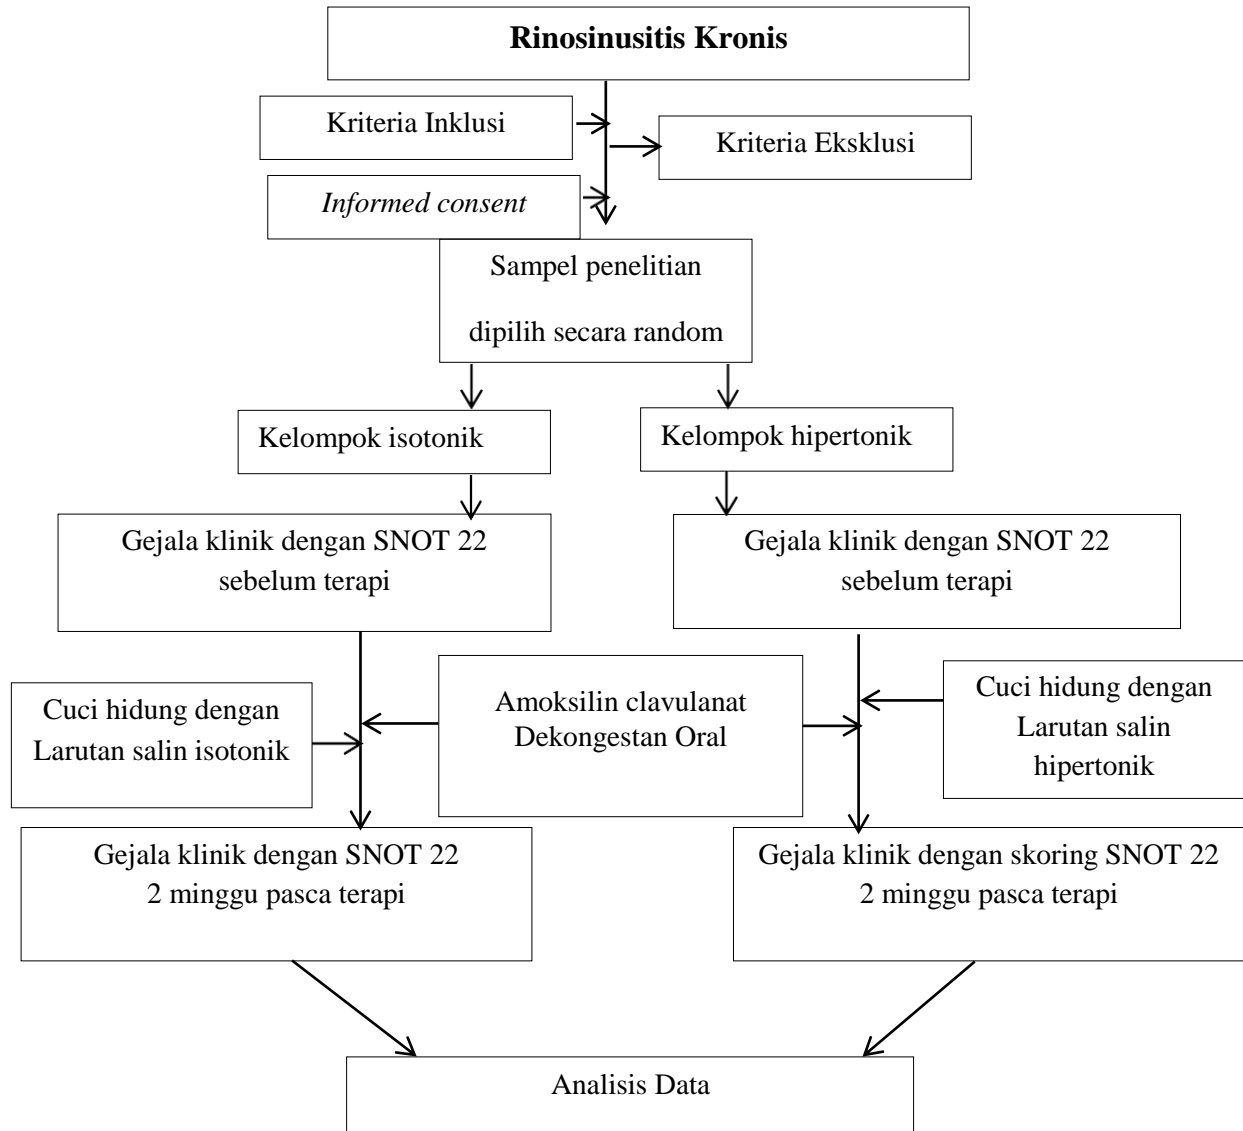 Rinosinusitis Kronis
Kriteria Inklusi
Kriteria Eksklusi
Informed consent
Sampel penelitian
dipilih secara random
Kelompok isotonik
Kelompok hipertonik
Gejala klinik dengan SNOT 22
sebelum terapi
Gejala klinik dengan SNOT 22
sebelum terapi
Cuci hidung dengan
Larutan salin isotonik
Amoksilin clavulanat
Dekongestan Oral
Cuci hidung dengan
Larutan salin
hipertonik
Gejala klinik dengan SNOT 22
2 minggu pasca terapi
Gejala klinik dengan skoring SNOT 22
2 minggu pasca terapi
Analisis Data